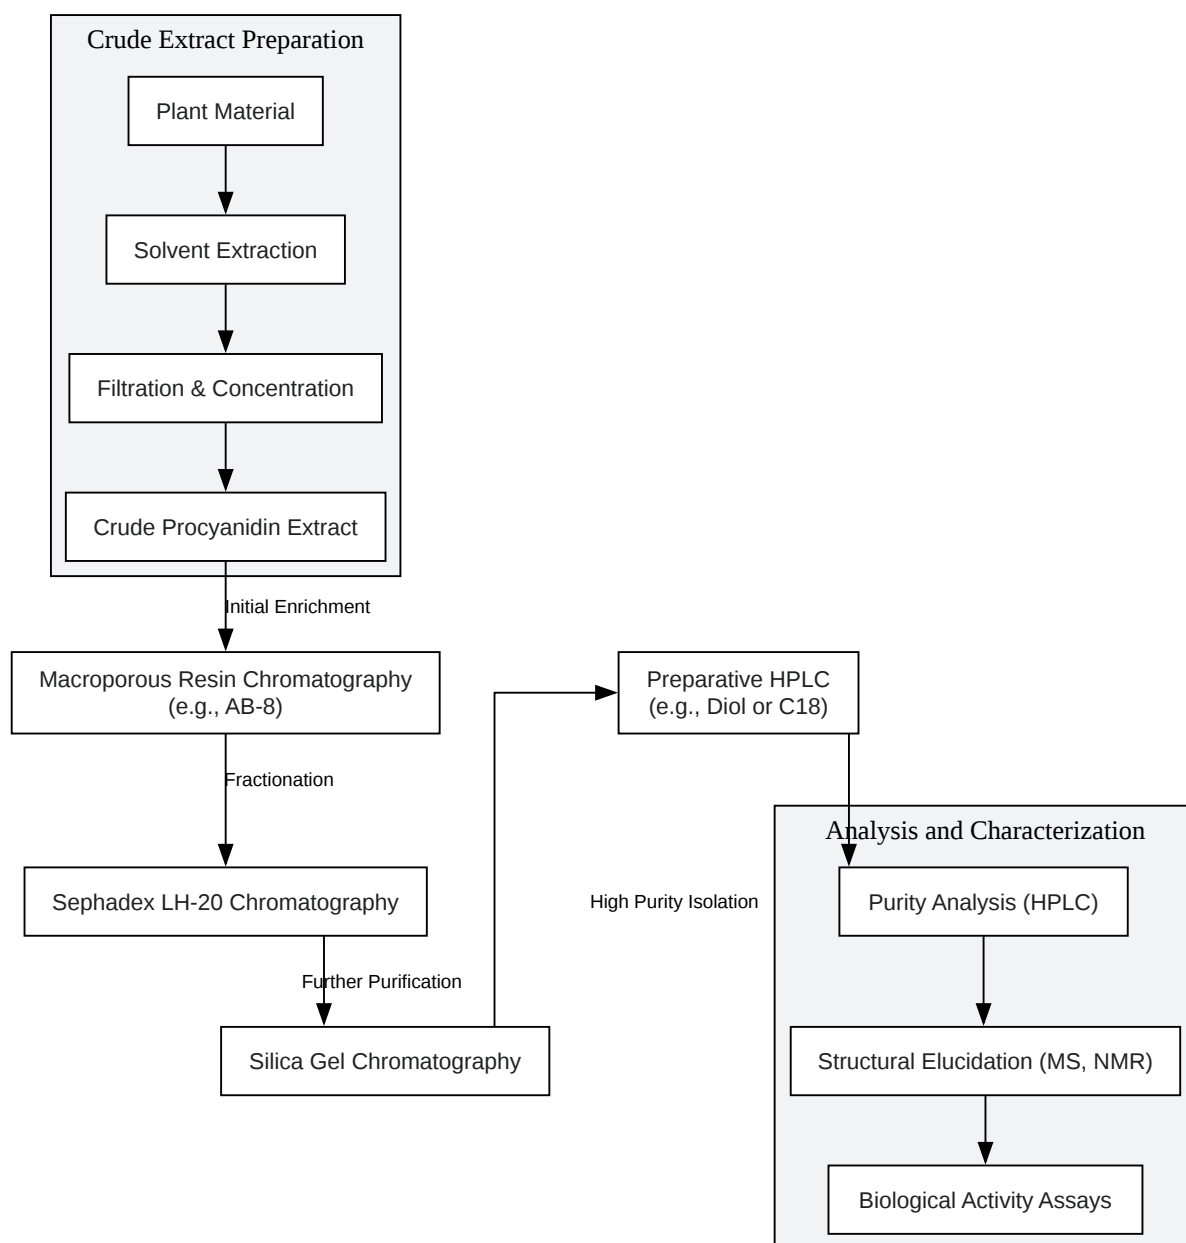 Crude Extract Preparation
Plant Material
Solvent Extraction
Filtration & Concentration
Crude Procyanidin Extract
Initial Enrichment
Macroporous Resin Chromatography
(e.g., AB-8)
Fractionation
Sephadex LH-20 Chromatography
Further Purification
Silica Gel Chromatography
High Purity Isolation
Preparative HPLC
(e.g., Diol or C18)
Analysis and Characterization
Purity Analysis (HPLC)
Structural Elucidation (MS, NMR)
Biological Activity Assays